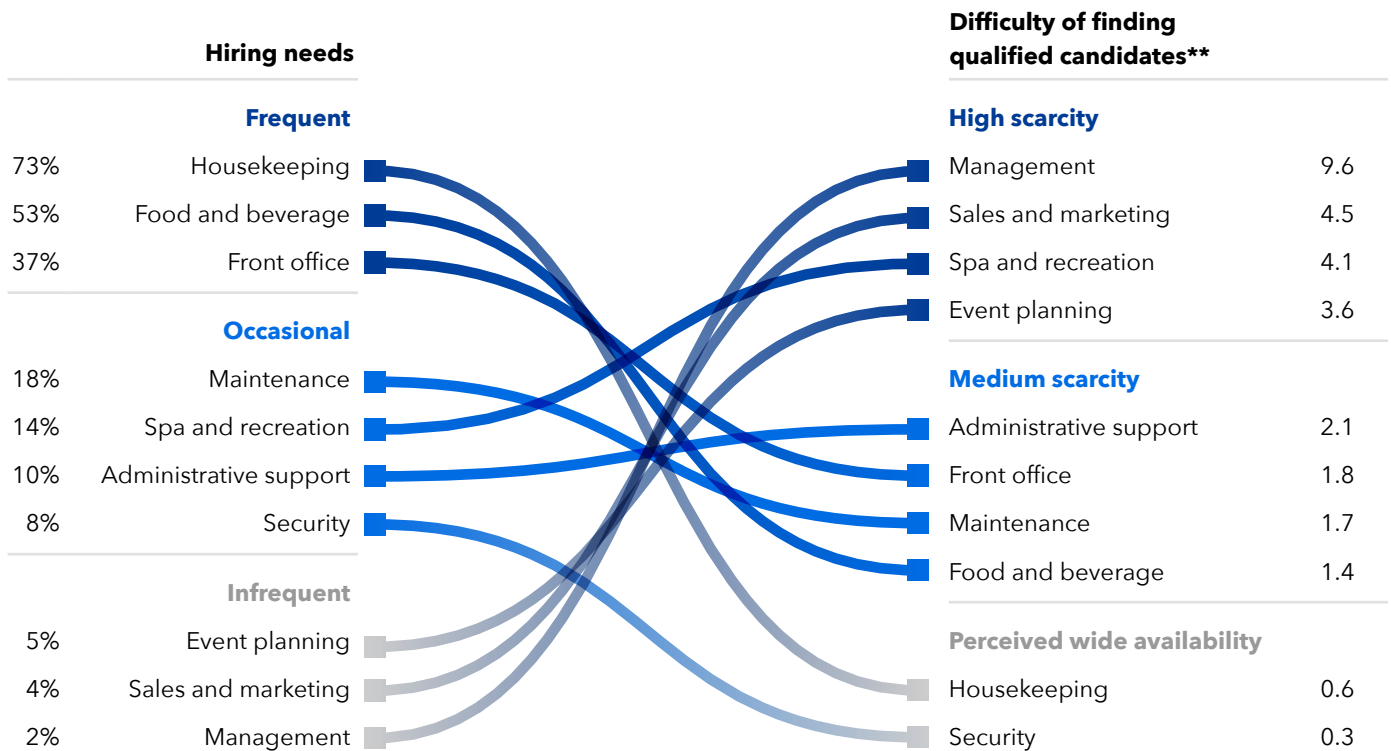 Hiring needs
Frequent
73% Housekeeping
53% Food and beverage
37% Front office
Occasional
18% Maintenance
14% Spa and recreation
10% Administrative support
8% Security
Infrequent
5% Event planning
4% Sales and marketing
2% Management
Difficulty of finding
qualified candidates**
High scarcity
Management 9.6
Sales and marketing 4.5
Spa and recreation 4.1
Event planning 3.6
Medium scarcity
Administrative support 2.1
Front office 1.8
Maintenance 1.7
Food and beverage 1.4
Perceived wide availability
Housekeeping 0.6
Security 0.3